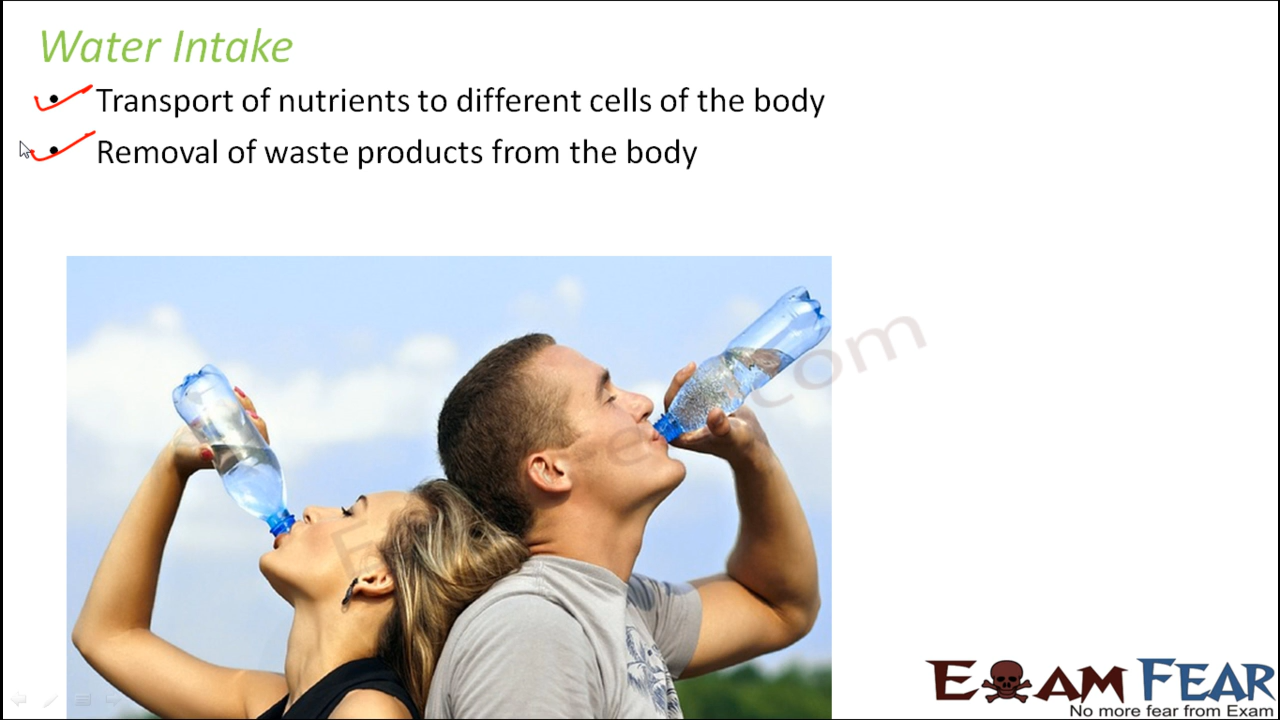 Water Intake
• Transport of nutrients to different cells of the body
• Removal of waste products from the body
EXAM FEAR
No more fear from Exam